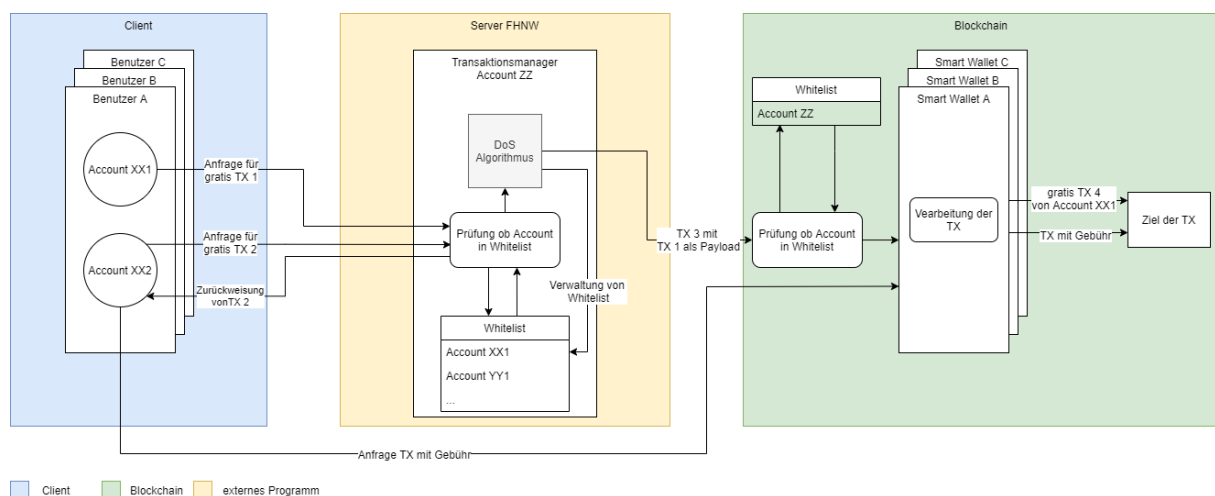 Client
Benutzer C
Benutzer B
Benutzer A
Account XX1
Account XX2
Anfrage für
gratis TX 1
Anfrage für
gratis TX 2
Zurückweisung
vonTX 2
Server FHNW
Transaktionsmanager
Account ZZ
DoS
Algorithmus
Prüfung ob Account
in Whitelist
Verwaltung von
Whitelist
Whitelist
Account XX1
Account YY1
...
TX 3 mit
TX 1 als Payload
Blockchain
Whitelist
Account ZZ
Prüfung ob Account
in Whitelist
Smart Wallet C
Smart Wallet B
Smart Wallet A
Vearbeitung der
TX
gratis TX 4
von Account XX1
TX mit Gebühr
Ziel der TX
Anfrage TX mit Gebühr
Client
Blockchain
externes Programm